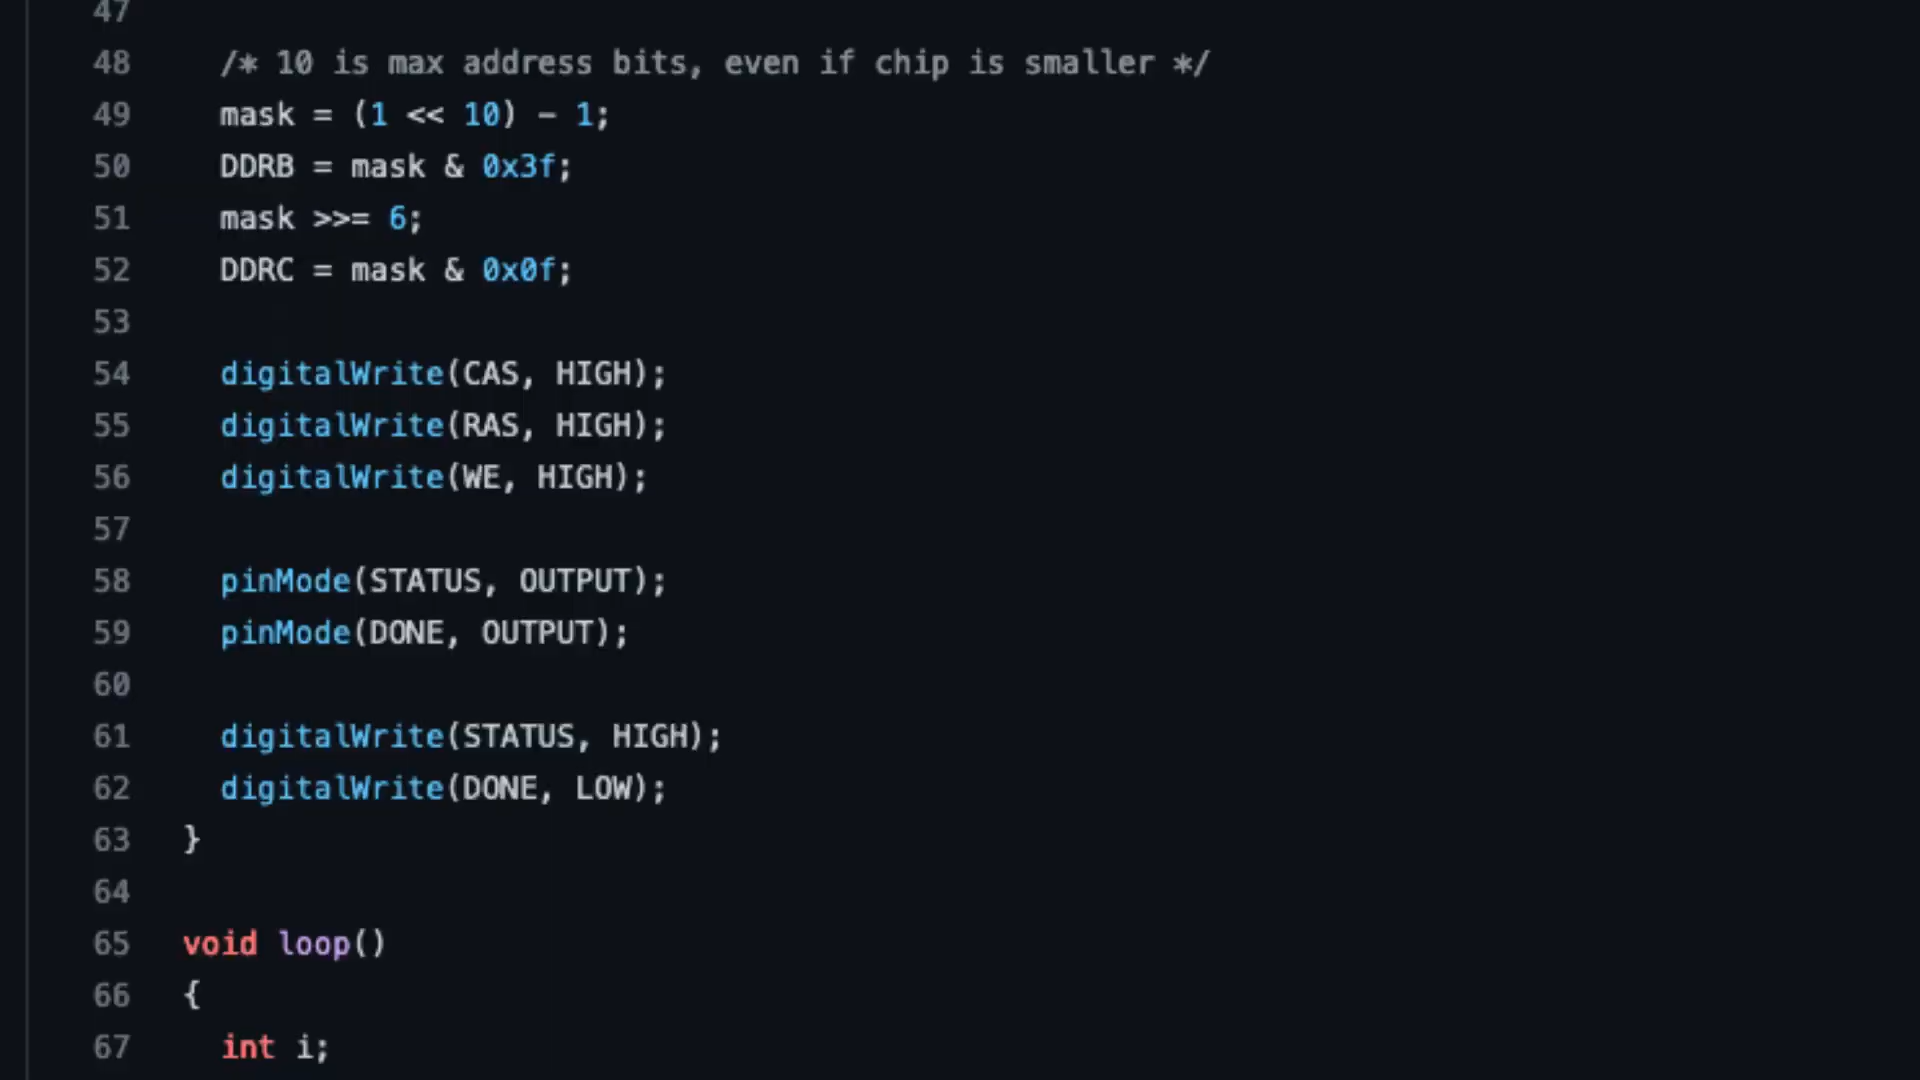 47
48 /* 10 is max address bits, even if chip is smaller */
49 mask = (1 << 10) - 1;
50 DDRB = mask & 0x3f;
51 mask >>= 6;
52 DDRC = mask & 0x0f;
53
54 digitalWrite(CAS, HIGH);
55 digitalWrite(RAS, HIGH);
56 digitalWrite(WE, HIGH);
57
58 pinMode(STATUS, OUTPUT);
59 pinMode(DONE, OUTPUT);
60
61 digitalWrite(STATUS, HIGH);
62 digitalWrite(DONE, LOW);
63 }
64
65 void loop()
66 {
67 int i;